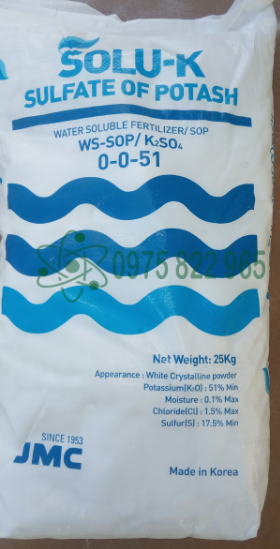 SOLU-K
SULFATE OF POTASH
WATER SOLUBLE FERTILIZER/ SOP
WS-SOP/ K₂SO₄
0-0-51
0975 822 965
Net Weight: 25Kg
Appearance : White Crystalline powder
Potassium(K₂O) : 51% Min
Moisture : 0.1% Max
Chloride(Cl) : 1.5% Max
Sulfur(S) : 17.5% Min
SINCE 1953
JMC
Made in Korea